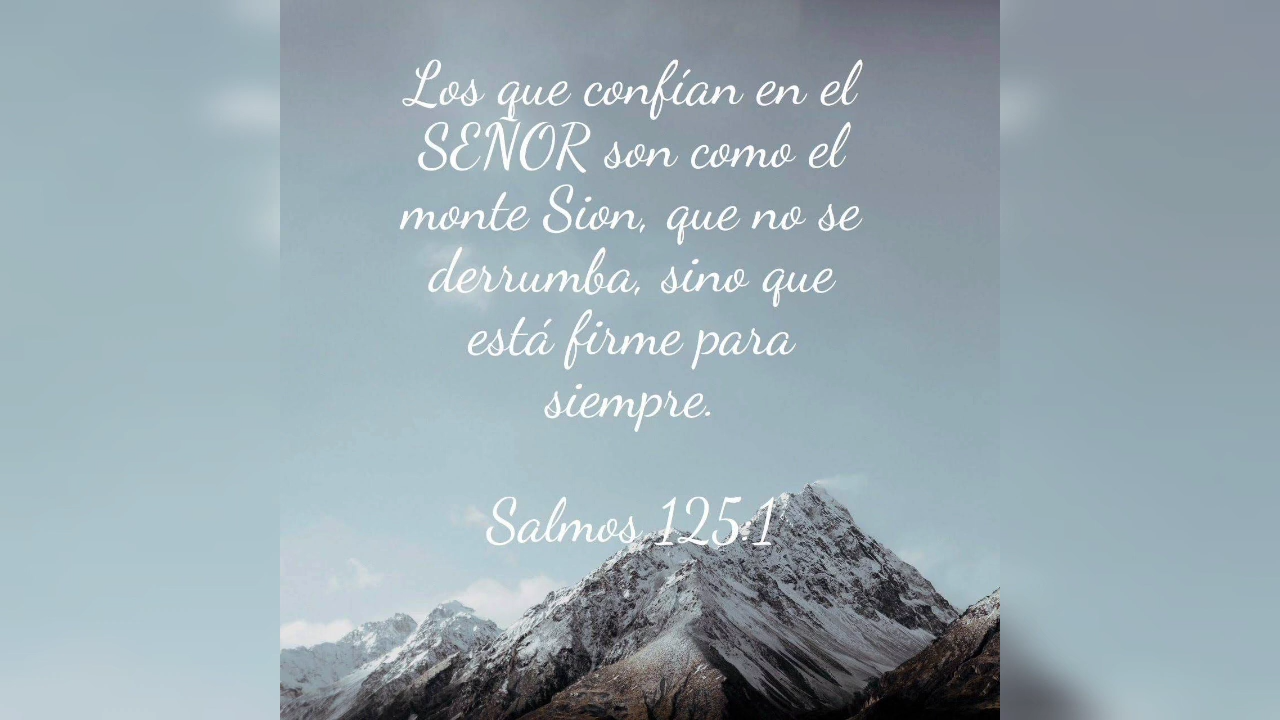 Los que confían en el
SEÑOR son como el
monte Sion, que no se
derrumba, sino que
está firme para
siempre.
Salmos 125:1